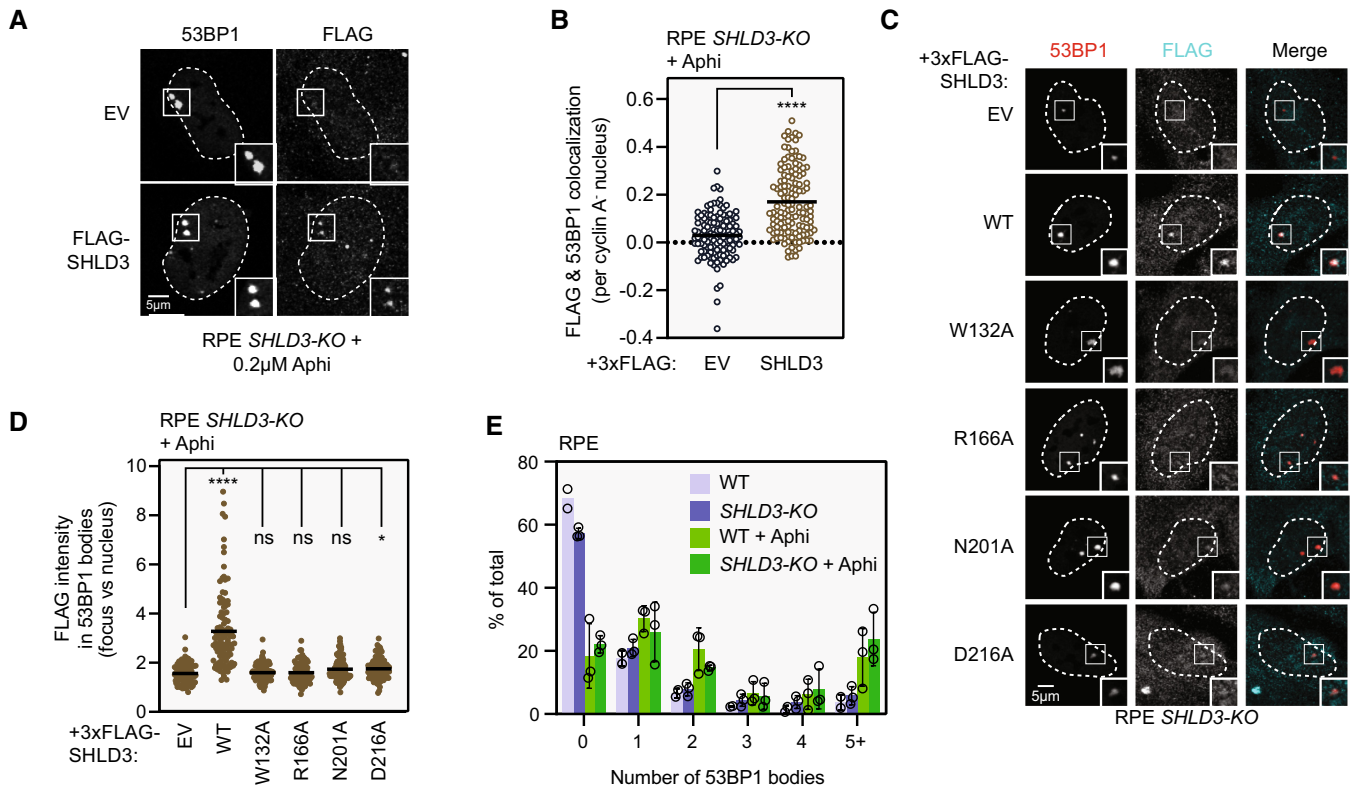 A
53BP1
FLAG
EV
FLAG-
SHLD3
5µm
RPE SHLD3-KO +
0.2µM Aphi
B
RPE SHLD3-KO
+ Aphi
FLAG & 53BP1 colocalization
(per cyclin A- nucleus)
0.6
0.4
0.2
0.0
-0.2
-0.4
****
+3xFLAG:
EV
SHLD3
C
+3xFLAG-
SHLD3:
53BP1
FLAG
Merge
EV
WT
W132A
R166A
N201A
D216A
5µm
RPE SHLD3-KO
D
RPE SHLD3-KO
+ Aphi
FLAG intensity
in 53BP1 bodies
(focus vs nucleus)
10
8
6
4
2
0
****
ns
ns
ns
*
+3xFLAG-
SHLD3:
EV
WT
W132A
R166A
N201A
D216A
E
RPE
% of total
80
60
40
20
0
WT
SHLD3-KO
WT + Aphi
SHLD3-KO + Aphi
0
1
2
3
4
5+
Number of 53BP1 bodies